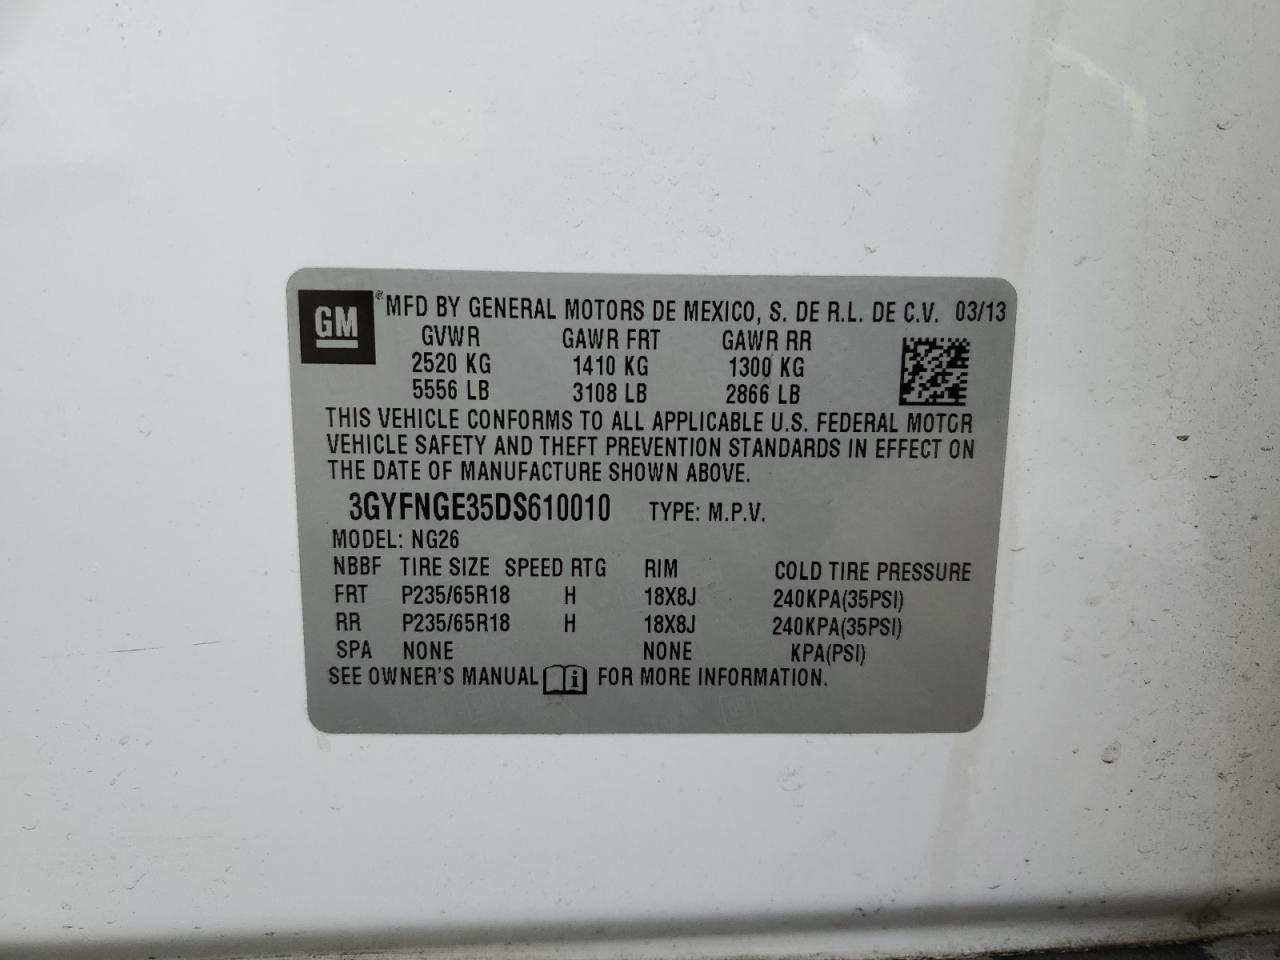 GM ® MFD BY GENERAL MOTORS DE MEXICO, S. DE R.L. DE C.V. 03/13
GVWR GAWR FRT GAWR RR
2520 KG 1410 KG 1300 KG
5556 LB 3108 LB 2866 LB
THIS VEHICLE CONFORMS TO ALL APPLICABLE U.S. FEDERAL MOTOR
VEHICLE SAFETY AND THEFT PREVENTION STANDARDS IN EFFECT ON
THE DATE OF MANUFACTURE SHOWN ABOVE.
3GYFNGE35DS610010 TYPE: M.P.V.
MODEL: NG26
NBBF TIRE SIZE SPEED RTG RIM COLD TIRE PRESSURE
FRT P235/65R18 H 18X8J 240KPA(35PSI)
RR P235/65R18 H 18X8J 240KPA(35PSI)
SPA NONE NONE KPA(PSI)
SEE OWNER'S MANUAL i FOR MORE INFORMATION.